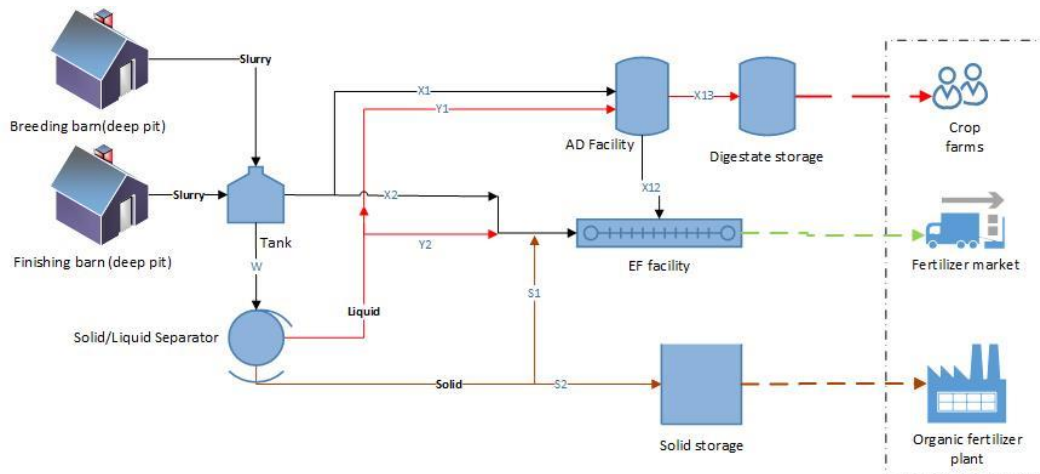 Slurry
Breeding barn(deep pit)
X1
Y1
AD Facility
X13
Digestate storage
Crop
farms
X12
Slurry
Finishing barn (deep pit)
Tank
X2
Y2
EF facility
Fertilizer market
W
S1
Liquid
Solid/Liquid Separator
Solid
S2
Solid storage
Organic fertilizer
plant